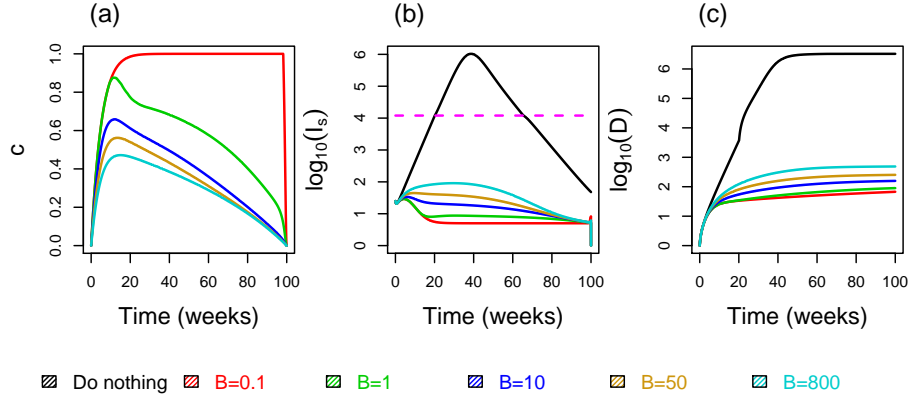 (a)
(b)
(c)
c
0.0 0.2 0.4 0.6 0.8 1.0
0 20 40 60 80 100
Time (weeks)
log10(Is)
0 1 2 3 4 5 6
0 20 40 60 80 100
Time (weeks)
log10(D)
0 1 2 3 4 5 6
0 20 40 60 80 100
Time (weeks)
Do nothing B=0.1 B=1 B=10 B=50 B=800